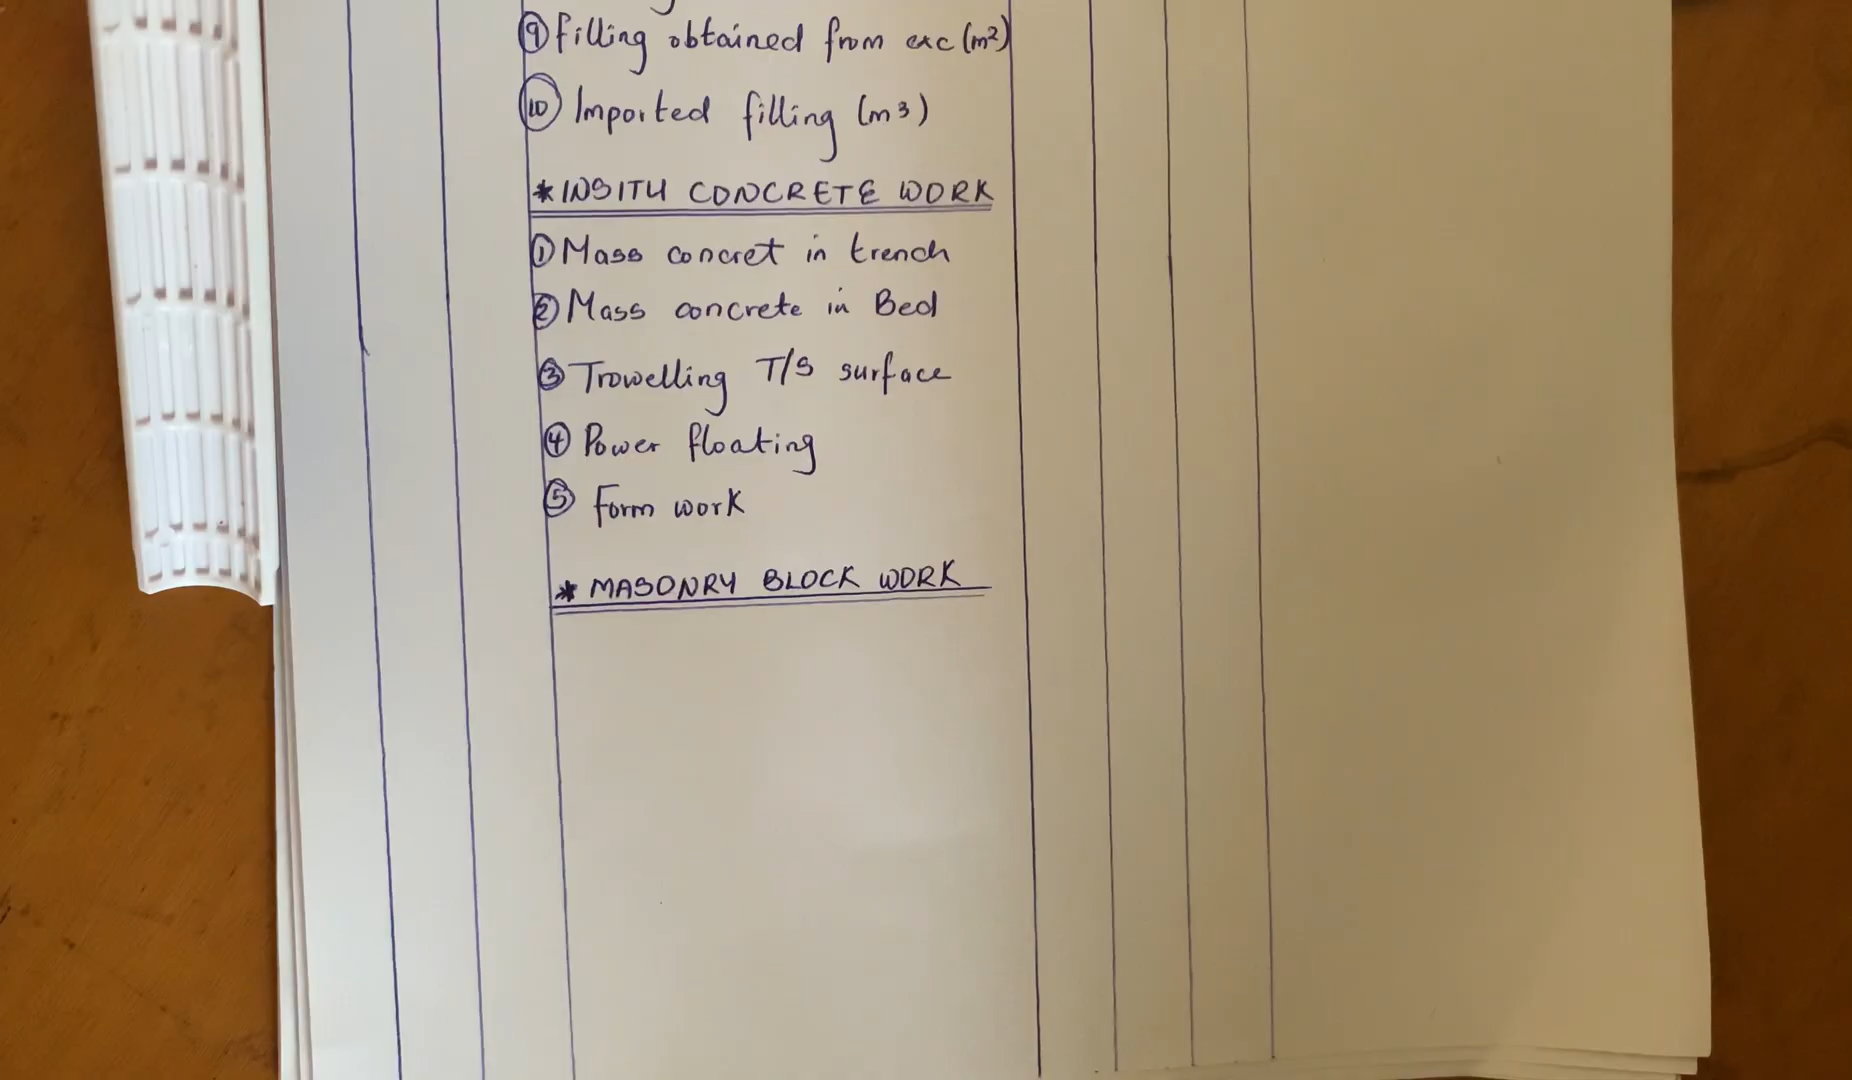 ⑨ filling obtained from exc (m²)
⑩ Imported filling (m³)
* INSITU CONCRETE WORK
① Mass concret in trench
② Mass concrete in Bed
③ Trowelling T/S surface
④ Power floating
⑤ Form work
* MASONRY BLOCK WORK